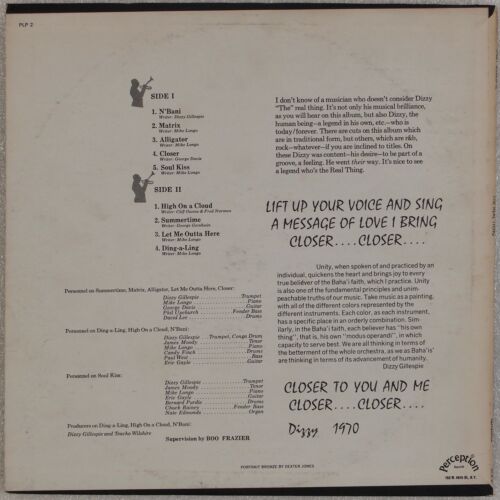 PLP 2
SIDE I
1. N'Bani
Writer: Dizzy Gillespie
2. Matrix
Writer: Mike Longo
3. Alligator
Writer: Mike Longo
4. Closer
Writer: George Davis
5. Soul Kiss
Writer: Mike Longo
SIDE II
1. High On a Cloud
Writer: Cliff Owens & Fred Norman
2. Summertime
Writer: George Gershwin
3. Let Me Outta Here
Writer: Mike Longo
4. Ding-a-Ling
Writer: Mike Longo
Personnel on Summertime, Matrix, Alligator, Let Me Outta Here, Closer:
Dizzy Gillespie Trumpet
Mike Longo Piano
George Davis Guitar
Phil Upchurch Fender Bass
David Lee Drums
Personnel on Ding-a-Ling, High On a Cloud, N'Bani:
Dizzy Gillespie Trumpet, Conga Drum
James Moody Tenor
Mike Longo Piano
Candy Finch Drums
Paul West Bass
Eric Gayle Guitar
Personnel on Soul Kiss:
Dizzy Gillespie Trumpet
James Moody Tenor
Mike Longo Piano
Eric Gayle Guitar
Bernard Purdie Drums
Chuck Rainey Fender Bass
Nate Edmonds Organ
Producers on Ding-a-Ling, High On a Cloud, N'Bani:
Dizzy Gillespie and Toucho Wilshire
Supervision by BOO FRAZIER
I don't know of a musician who doesn't consider Dizzy
"The" real thing. It's not only his musical brilliance,
as you will hear on this album, but also Dizzy, the
human being—a legend in his own, etc.—who is
today/forever. There are cuts on this album which
are in traditional form, but others, which are r&b,
rock—whatever—if you are inclined to titles. On
these Dizzy was content—his desire—to be part of a
groove, a feeling. He went their way. It's nice to see
a legend who's the Real Thing.
LIFT UP YOUR VOICE AND SING
A MESSAGE OF LOVE I BRING
CLOSER....CLOSER....
Unity, when spoken of and practiced by an
individual, quickens the heart and brings joy to every
true believer of the Baha'i faith, which I practice. Unity
is also one of the fundamental principles and unim-
peachable truths of our music. Take music as a painting,
with all of the different colors represented by the
different instruments. Each color, as each instrument,
has a specific place in an orderly combination. Sim-
ilarly, in the Baha'i faith, each believer has "his own
thing", that is, his own "modus operandi", in which
capacity to serve best. We are all thinking in terms of
the betterment of the whole orchestra, as we as Baha'is'
are thinking in terms of its advancement of humanity.
Dizzy Gillespie
CLOSER TO YOU AND ME
CLOSER....CLOSER....
Dizzy 1970
PORTRAIT BRONZE BY DEXTER JONES
Perception